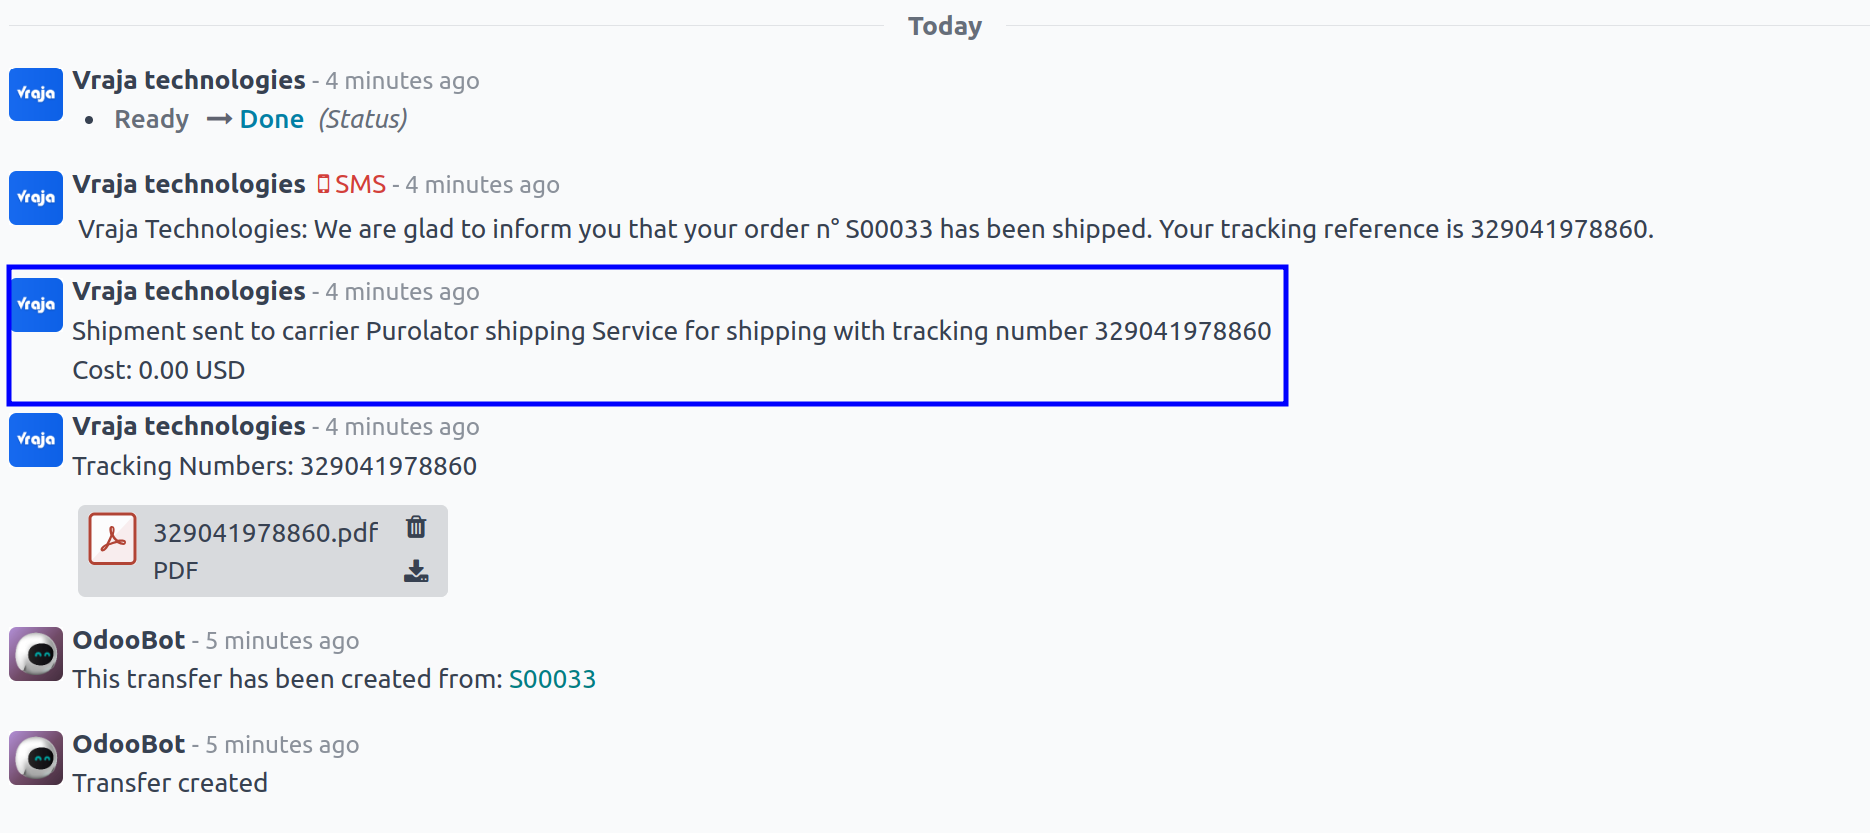 Today
vraja
Vraja technologies - 4 minutes ago
• Ready → Done (Status)
vraja
Vraja technologies SMS - 4 minutes ago
Vraja Technologies: We are glad to inform you that your order n° S00033 has been shipped. Your tracking reference is 329041978860.
vraja
Vraja technologies - 4 minutes ago
Shipment sent to carrier Purolator shipping Service for shipping with tracking number 329041978860
Cost: 0.00 USD
vraja
Vraja technologies - 4 minutes ago
Tracking Numbers: 329041978860
329041978860.pdf
PDF
OdooBot - 5 minutes ago
This transfer has been created from: S00033
OdooBot - 5 minutes ago
Transfer created